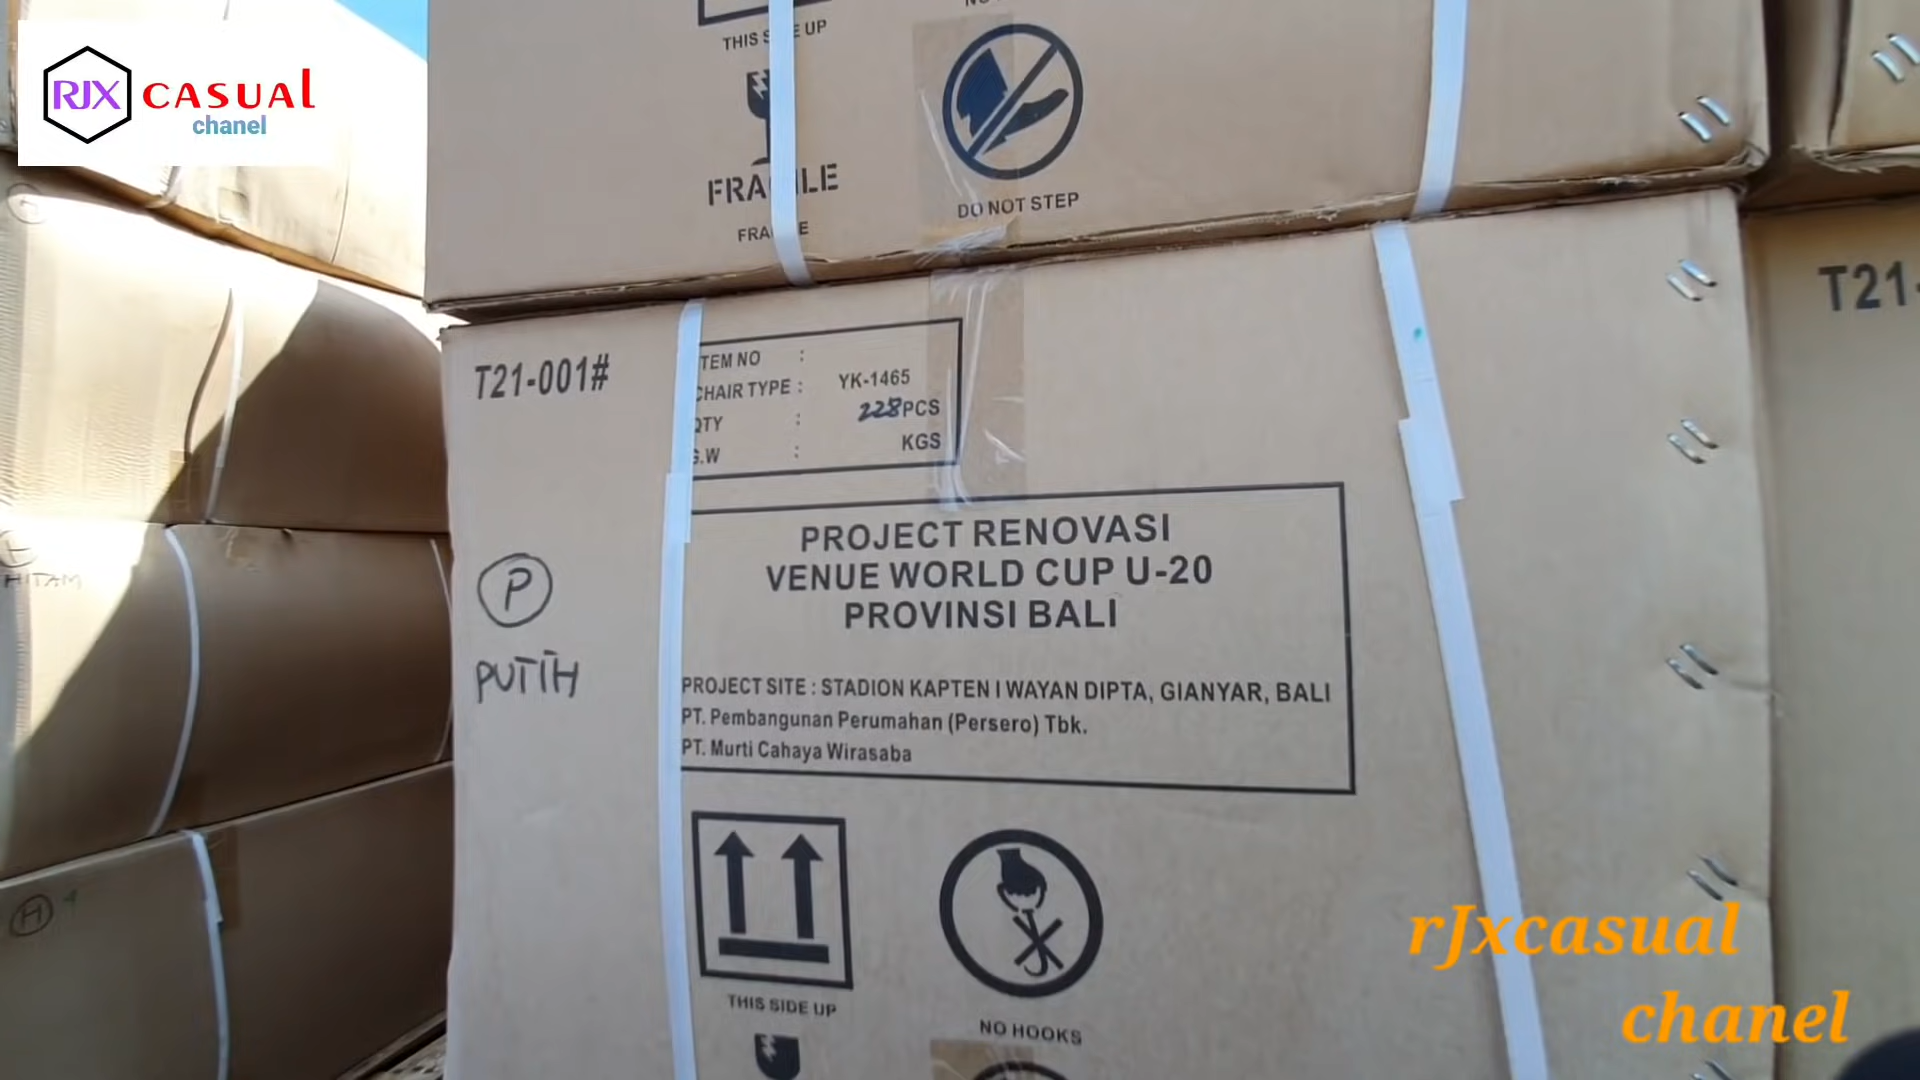 RJX CASUAL
chanel
THIS SIDE UP
FRAGILE
FRAGILE
DO NOT STEP
T21-001#
ITEM NO :
CHAIR TYPE : YK-1465
QTY : 228 PCS
G.W : KGS
T21-
PROJECT RENOVASI
VENUE WORLD CUP U-20
PROVINSI BALI
PROJECT SITE : STADION KAPTEN I WAYAN DIPTA, GIANYAR, BALI
PT. Pembangunan Perumahan (Persero) Tbk.
PT. Murti Cahaya Wirasaba
P
PUTIH
HITAM
H
THIS SIDE UP
NO HOOKS
rJxcasual
chanel